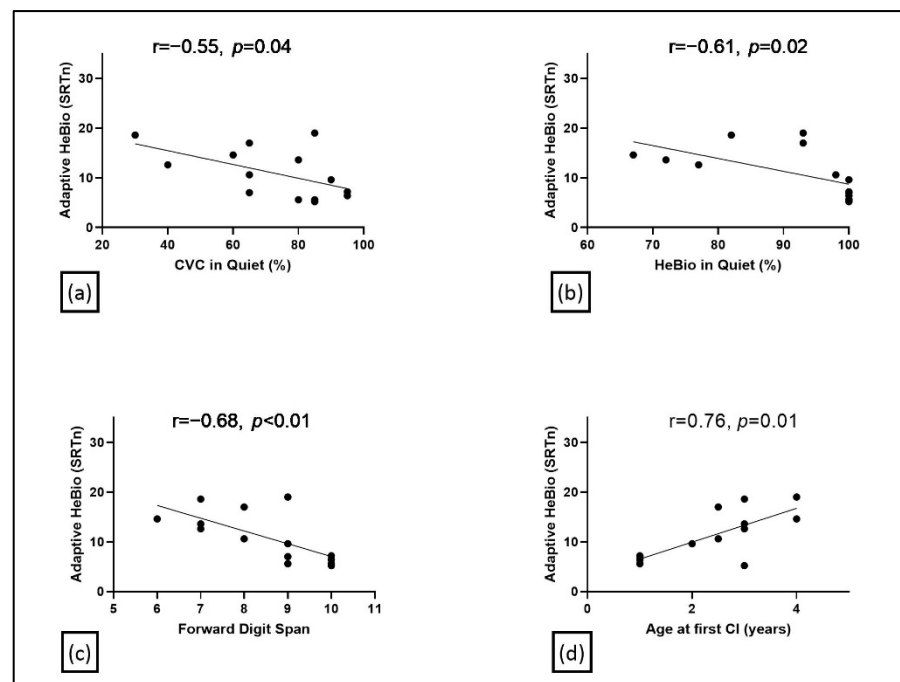 r=−0.55, p=0.04
Adaptive HeBio (SRTn)
30
20
10
0
20 40 60 80 100
CVC in Quiet (%)
(a)
r=−0.61, p=0.02
Adaptive HeBio (SRTn)
30
20
10
0
60 70 80 90 100
HeBio in Quiet (%)
(b)
r=−0.68, p<0.01
Adaptive HeBio (SRTn)
30
20
10
0
5 6 7 8 9 10 11
Forward Digit Span
(c)
r=0.76, p=0.01
Adaptive HeBio (SRTn)
30
20
10
0
0 2 4
Age at first CI (years)
(d)